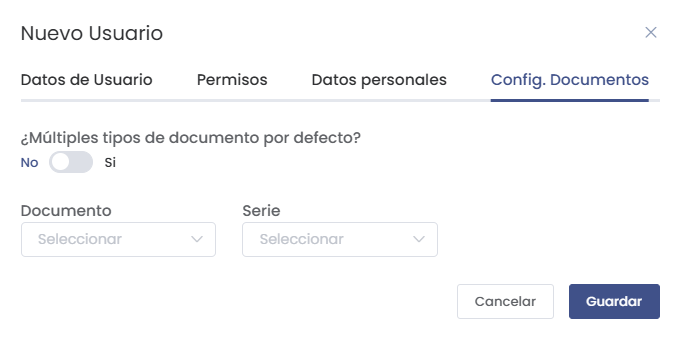 Nuevo Usuario
Datos de Usuario Permisos Datos personales Config. Documentos
¿Múltiples tipos de documento por defecto?
No Si
Documento Serie
Seleccionar Seleccionar
Cancelar Guardar